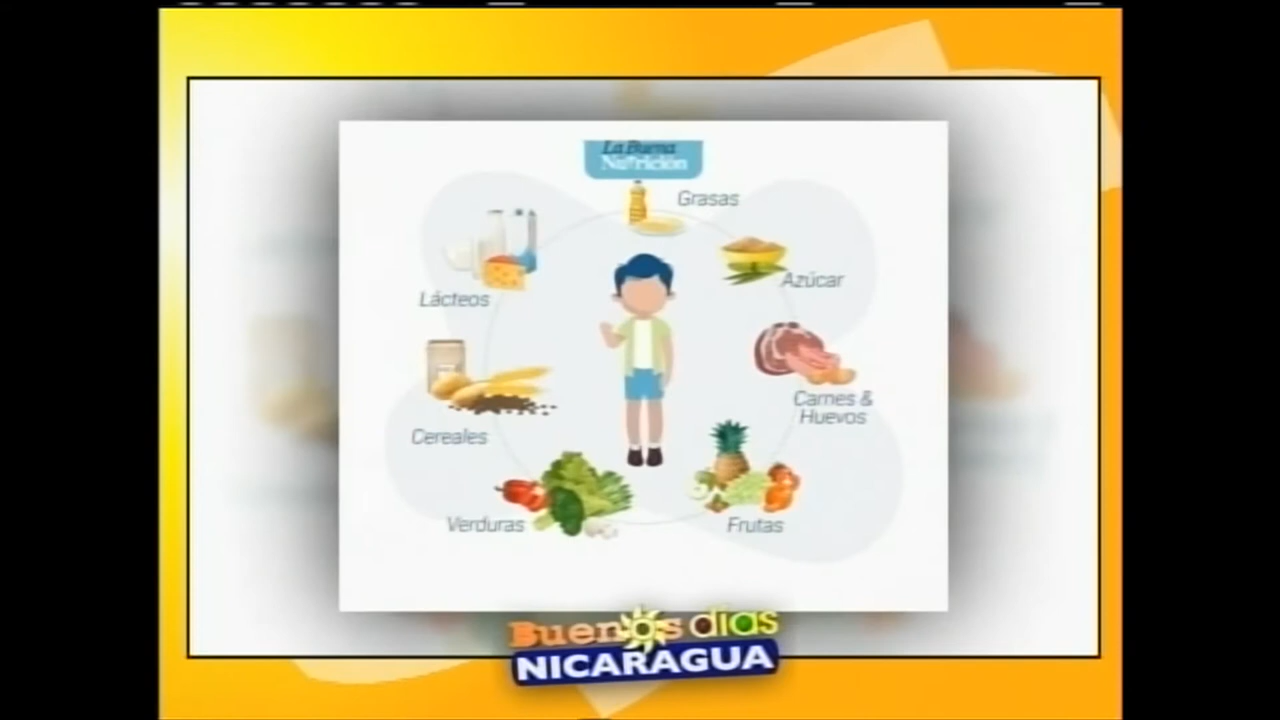 La Buena
Nutrición
Grasas
Azúcar
Lácteos
Carnes &
Huevos
Cereales
Verduras
Frutas
Buenos días
NICARAGUA